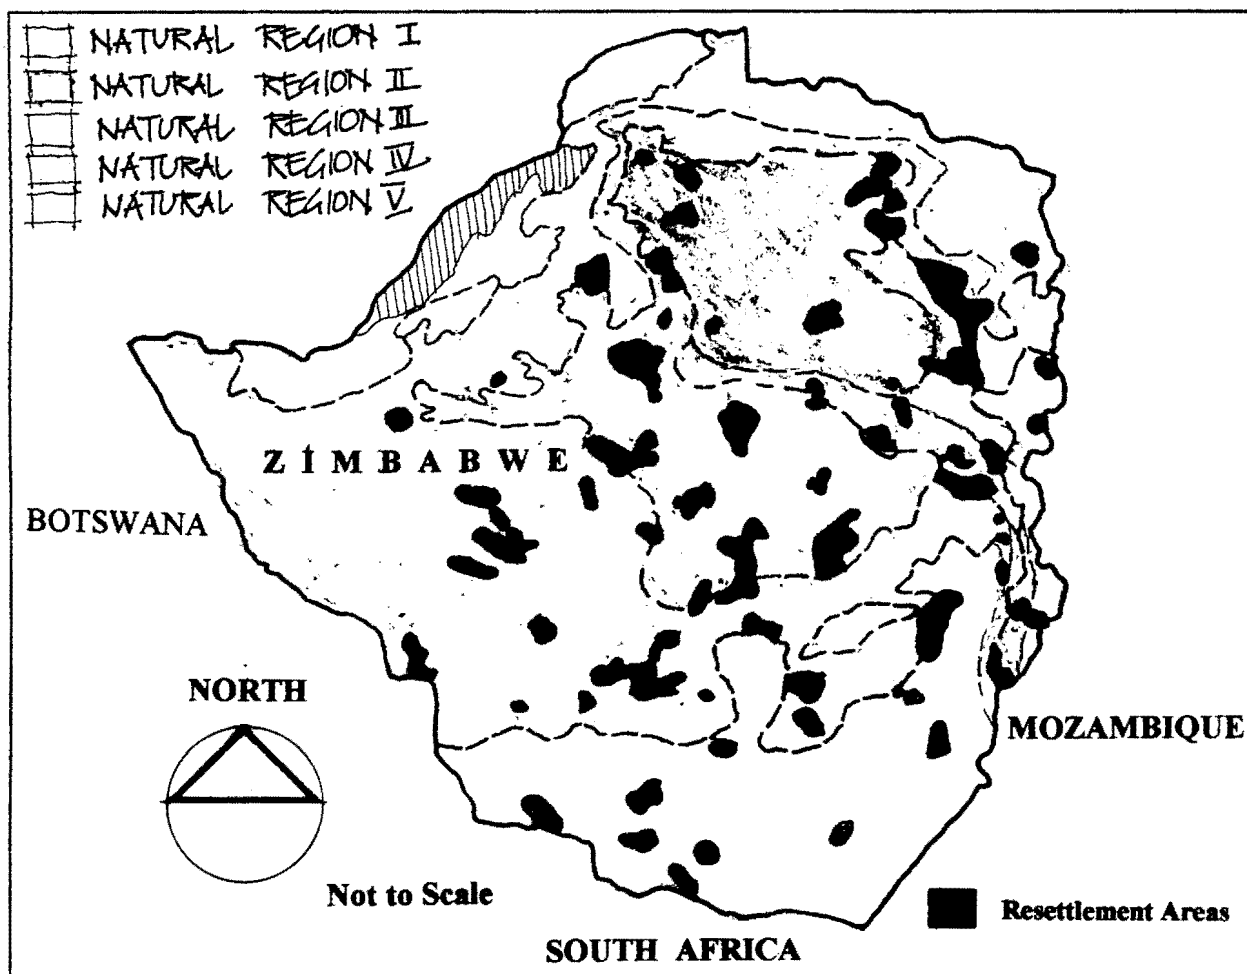 NATURAL REGION I
NATURAL REGION II
NATURAL REGION III
NATURAL REGION IV
NATURAL REGION V
ZIMBABWE
BOTSWANA
NORTH
MOZAMBIQUE
Not to Scale
Resettlement Areas
SOUTH AFRICA